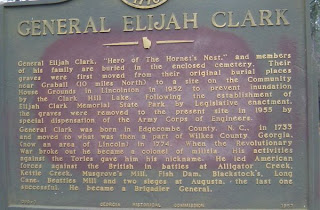 1776
GENERAL ELIJAH CLARK
General Elijah Clark, "Hero of The Hornet's Nest," and members
of his family are buried in the enclosed cemetery. Their
graves were first moved from their original burial places
near Graball (10 miles North), to a site on the Community
House Grounds in Lincolnton in 1952 to prevent inundation
by the Clark Hill Lake. Following the establishment of
Elijah Clark Memorial State Park, by Legislative enactment,
the graves were removed to the present site in 1955 by
special dispensation of the Army Corps of Engineers.
General Clark was born in Edgecombe County, N. C., in 1733
and moved to what was then a part of Wilkes County, Georgia,
(now an area of Lincoln) in 1774. When the Revolutionary
War broke out he became a colonel of militia. His activities
against the Tories gave him his nickname. He led American
forces against the British in battles at Alligator Creek,
Kettle Creek, Musgrove's Mill, Fish Dam, Blackstock's, Long
Cane, Beatties Mill and two sieges at Augusta, the last one
successful. He became a Brigadier General.
GEORGIA HISTORICAL COMMISSION